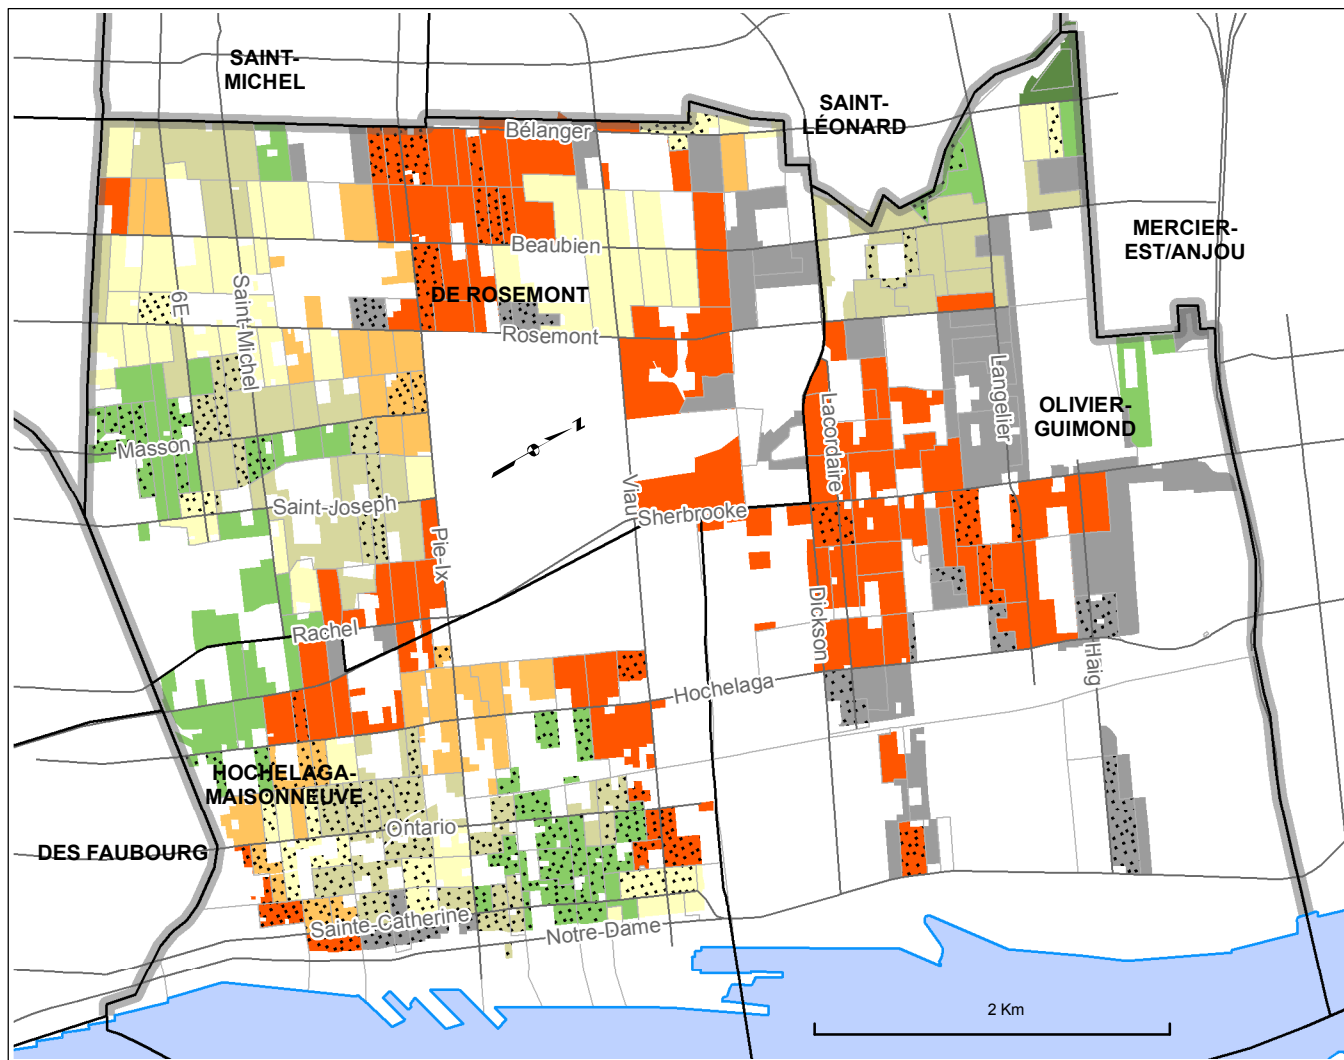 SAINT-
MICHEL
SAINT-
LÉONARD
Bélanger
MERCIER-
EST/ANJOU
Beaubien
DE ROSEMONT
6E
Saint-Michel
Rosemont
Langelier
Lacordaire
OLIVIER-
GUIMOND
Masson
Z
Viau
Saint-Joseph
Sherbrooke
Pie-Ix
Dickson
Rachel
Haig
Hochelaga
HOCHELAGA-
MAISONNEUVE
Ontario
DES FAUBOURG
Sainte-Catherine
Notre-Dame
2 Km